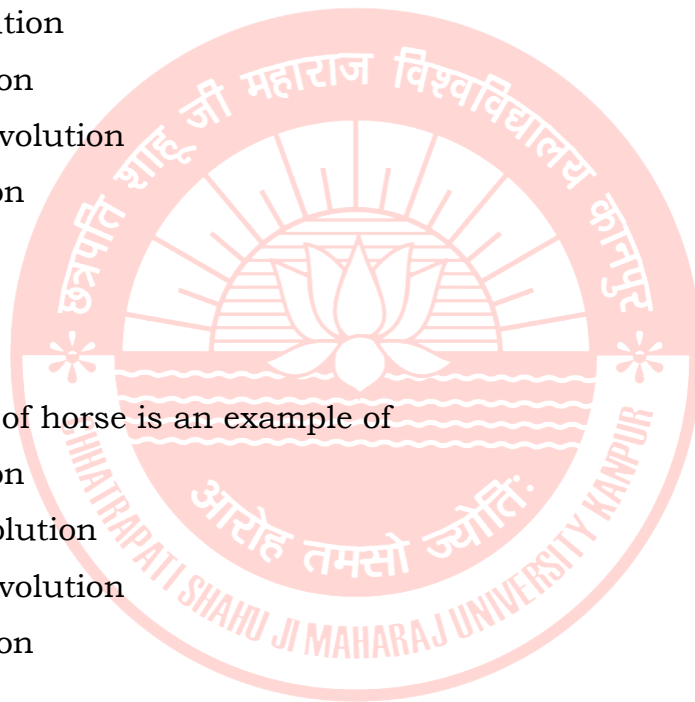 ution
on
volution
on
of horse is an example of
on
olution
volution
on
छत्रपति शाहू जी महाराज विश्वविद्यालय कानपुर
आरोह तमसो ज्योतिः
CHHATRAPATI SHAHU JI MAHARAJ UNIVERSITY KANPUR